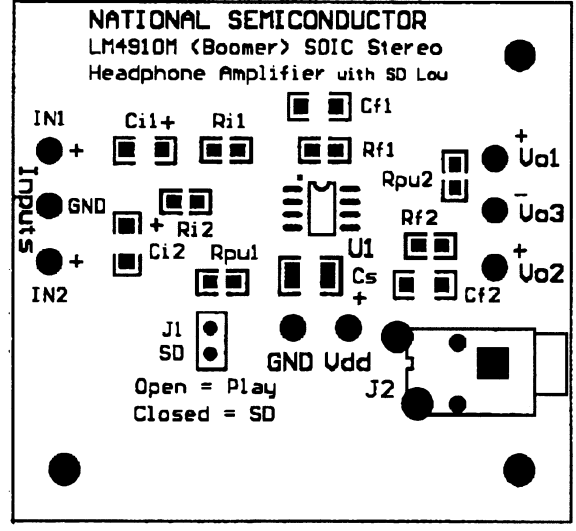 NATIONAL SEMICONDUCTOR
LM4910M (Boomer) SOIC Stereo
Headphone Amplifier with SD Low
Cf1
IN1
Ci1+
Ri1
+
Rf1
+
Vo1
Rpu2
Inputs
GND
Ri2
-
Vo3
Rf2
+
Ci2
U1
+
Rpu1
Cs
+
Vo2
IN2
+
Cf2
J1
SD
GND Vdd
J2
Open = Play
Closed = SD